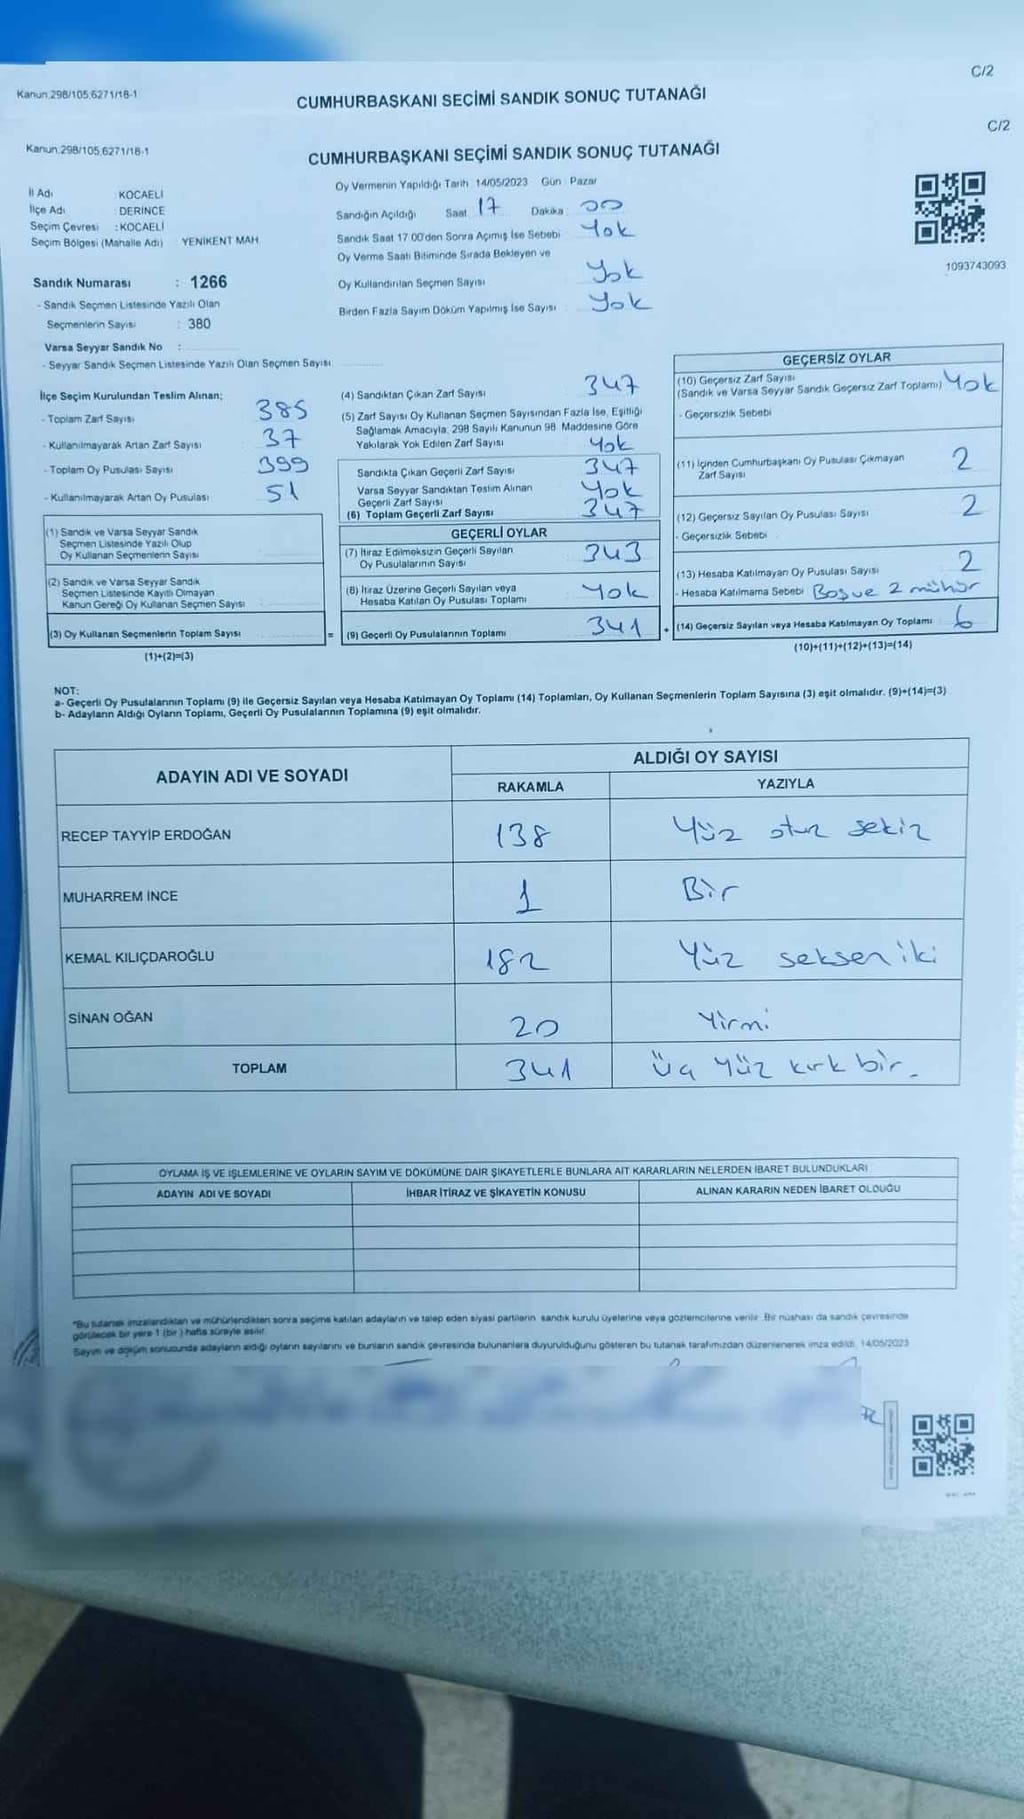 C/2
Kanun.298/105.6271/18-1
CUMHURBAŞKANI SEÇİMİ SANDIK SONUÇ TUTANAĞI
C/2
Kanun.298/105.6271/18-1
CUMHURBAŞKANI SEÇİMİ SANDIK SONUÇ TUTANAĞI
İl Adı : KOCAELİ
İlçe Adı : DERİNCE
Seçim Çevresi : KOCAELİ
Seçim Bölgesi (Mahalle Adı) YENİKENT MAH.
Sandık Numarası : 1266
- Sandık Seçmen Listesinde Yazılı Olan
Seçmenlerin Sayısı : 380
Varsa Seyyar Sandık No :
- Seyyar Sandık Seçmen Listesinde Yazılı Olan Seçmen Sayısı
Oy Vermenin Yapıldığı Tarih 14/05/2023 Gün Pazar
Sandığın Açıldığı Saat 17 Dakika 00
Sandık Saat 17.00'den Sonra Açımış İse Sebebi Yok
Oy Verme Saati Bitiminde Sırada Bekleyen ve
Oy Kullandırılan Seçmen Sayısı Yok
Birden Fazla Sayım Döküm Yapılmış İse Sayısı : Yok
1093743093
İlçe Seçim Kurulundan Teslim Alınan;
- Toplam Zarf Sayısı 385
- Kullanılmayarak Artan Zarf Sayısı 37
- Toplam Oy Pusulası Sayısı 399
- Kullanılmayarak Artan Oy Pusulası 51
(1) Sandık ve Varsa Seyyar Sandık
Seçmen Listesinde Yazılı Olup
Oy Kullanan Seçmenlerin Sayısı
(2) Sandık ve Varsa Seyyar Sandık
Seçmen Listesinde Kayıtlı Olmayan
Kanun Gereği Oy Kullanan Seçmen Sayısı
(3) Oy Kullanan Seçmenlerin Toplam Sayısı
(1)+(2)=(3)
=
(4) Sandıktan Çıkan Zarf Sayısı 347
(5) Zarf Sayısı Oy Kullanan Seçmen Sayısından Fazla İse, Eşitliği
Sağlamak Amacıyla, 298 Sayılı Kanunun 98. Maddesine Göre
Yakılarak Yok Edilen Zarf Sayısı Yok
Sandıkta Çıkan Geçerli Zarf Sayısı 347
Varsa Seyyar Sandıktan Teslim Alınan
Geçerli Zarf Sayısı Yok
(6) Toplam Geçerli Zarf Sayısı 347
GEÇERLİ OYLAR
(7) İtiraz Edilmeksizin Geçerli Sayılan
Oy Pusulalarının Sayısı 343
(8) İtiraz Üzerine Geçerli Sayılan veya
Hesaba Katılan Oy Pusulası Toplamı Yok
(9) Geçerli Oy Pusulalarının Toplamı 341
+
GEÇERSİZ OYLAR
(10) Geçersiz Zarf Sayısı
(Sandık ve Varsa Seyyar Sandık Geçersiz Zarf Toplamı) Yok
- Geçersizlik Sebebi
(11) İçinden Cumhurbaşkanı Oy Pusulası Çıkmayan
Zarf Sayısı 2
(12) Geçersiz Sayılan Oy Pusulası Sayısı 2
- Geçersizlik Sebebi
(13) Hesaba Katılmayan Oy Pusulası Sayısı 2
- Hesaba Katılmama Sebebi Boş ve 2 mühür
(14) Geçersiz Sayılan veya Hesaba Katılmayan Oy Toplamı 6
(10)+(11)+(12)+(13)=(14)
NOT:
a- Geçerli Oy Pusulalarının Toplamı (9) ile Geçersiz Sayılan veya Hesaba Katılmayan Oy Toplamı (14) Toplamları, Oy Kullanan Seçmenlerin Toplam Sayısına (3) eşit olmalıdır. (9)+(14)=(3)
b- Adayların Aldığı Oyların Toplamı, Geçerli Oy Pusulalarının Toplamına (9) eşit olmalıdır.
ADAYIN ADI VE SOYADI ALDIĞI OY SAYISI
RAKAMLA YAZIYLA
RECEP TAYYİP ERDOĞAN 138 Yüz otuz sekiz
MUHARREM İNCE 1 Bir
KEMAL KILIÇDAROĞLU 182 Yüz seksen iki
SİNAN OĞAN 20 Yirmi
TOPLAM 341 Üç yüz kırk bir.
OYLAMA İŞ VE İŞLEMLERİNE VE OYLARIN SAYIM VE DÖKÜMÜNE DAİR ŞİKAYETLERLE BUNLARA AİT KARARLARIN NELERDEN İBARET BULUNDUKLARI
ADAYIN ADI VE SOYADI İHBAR İTİRAZ VE ŞİKAYETİN KONUSU ALINAN KARARIN NEDEN İBARET OLDUĞU
"Bu tutanak imzalandıktan ve mühürlendikten sonra seçime katılan adayların ve talep eden siyasi partilerin sandık kurulu üyelerine veya gözlemcilerine verilir. Bir nüshası da sandık çevresinde
görülecek bir yere 1 (bir ) hafta süreyle asılır.
Sayım ve döküm sonucunda adayların aldığı oyların sayılarını ve bunların sandık çevresinde bulunanlara duyurulduğunu gösteren bu tutanak tarafımızdan düzenlenerek imza edildi. 14/05/2023